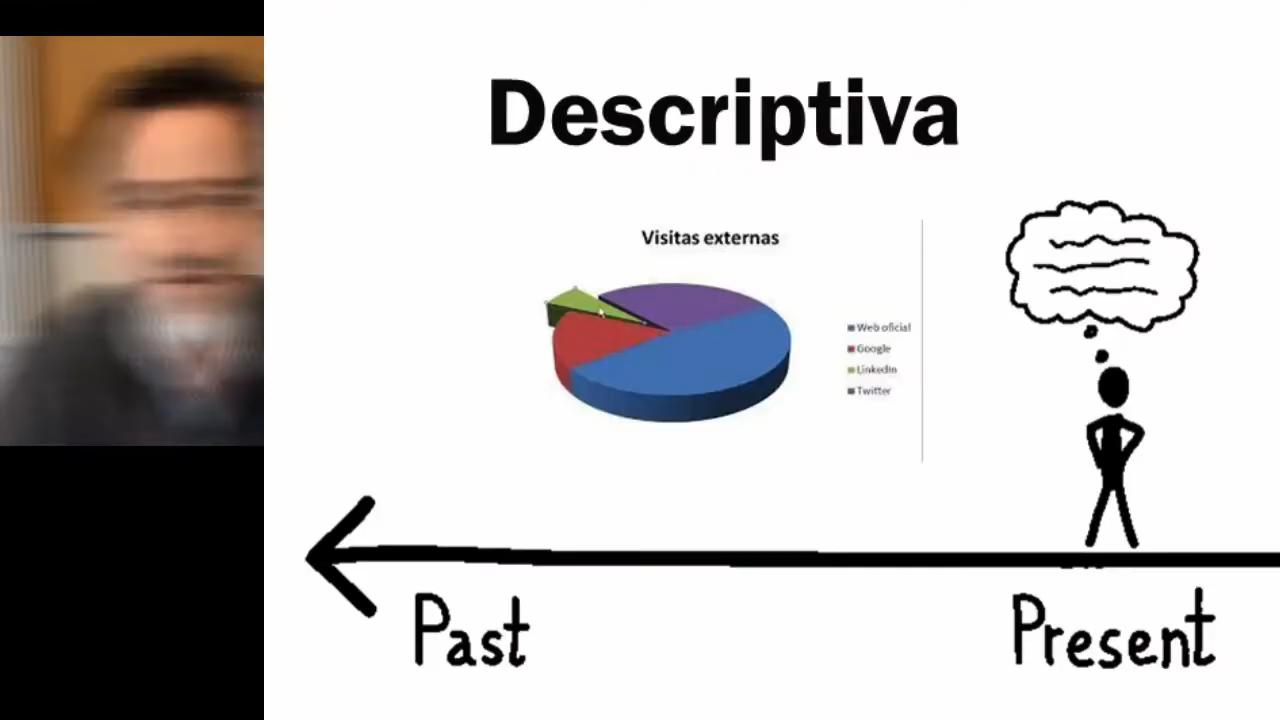 Descriptiva
Visitas externas
Web oficial
Google
LinkedIn
Twitter
Past
Present